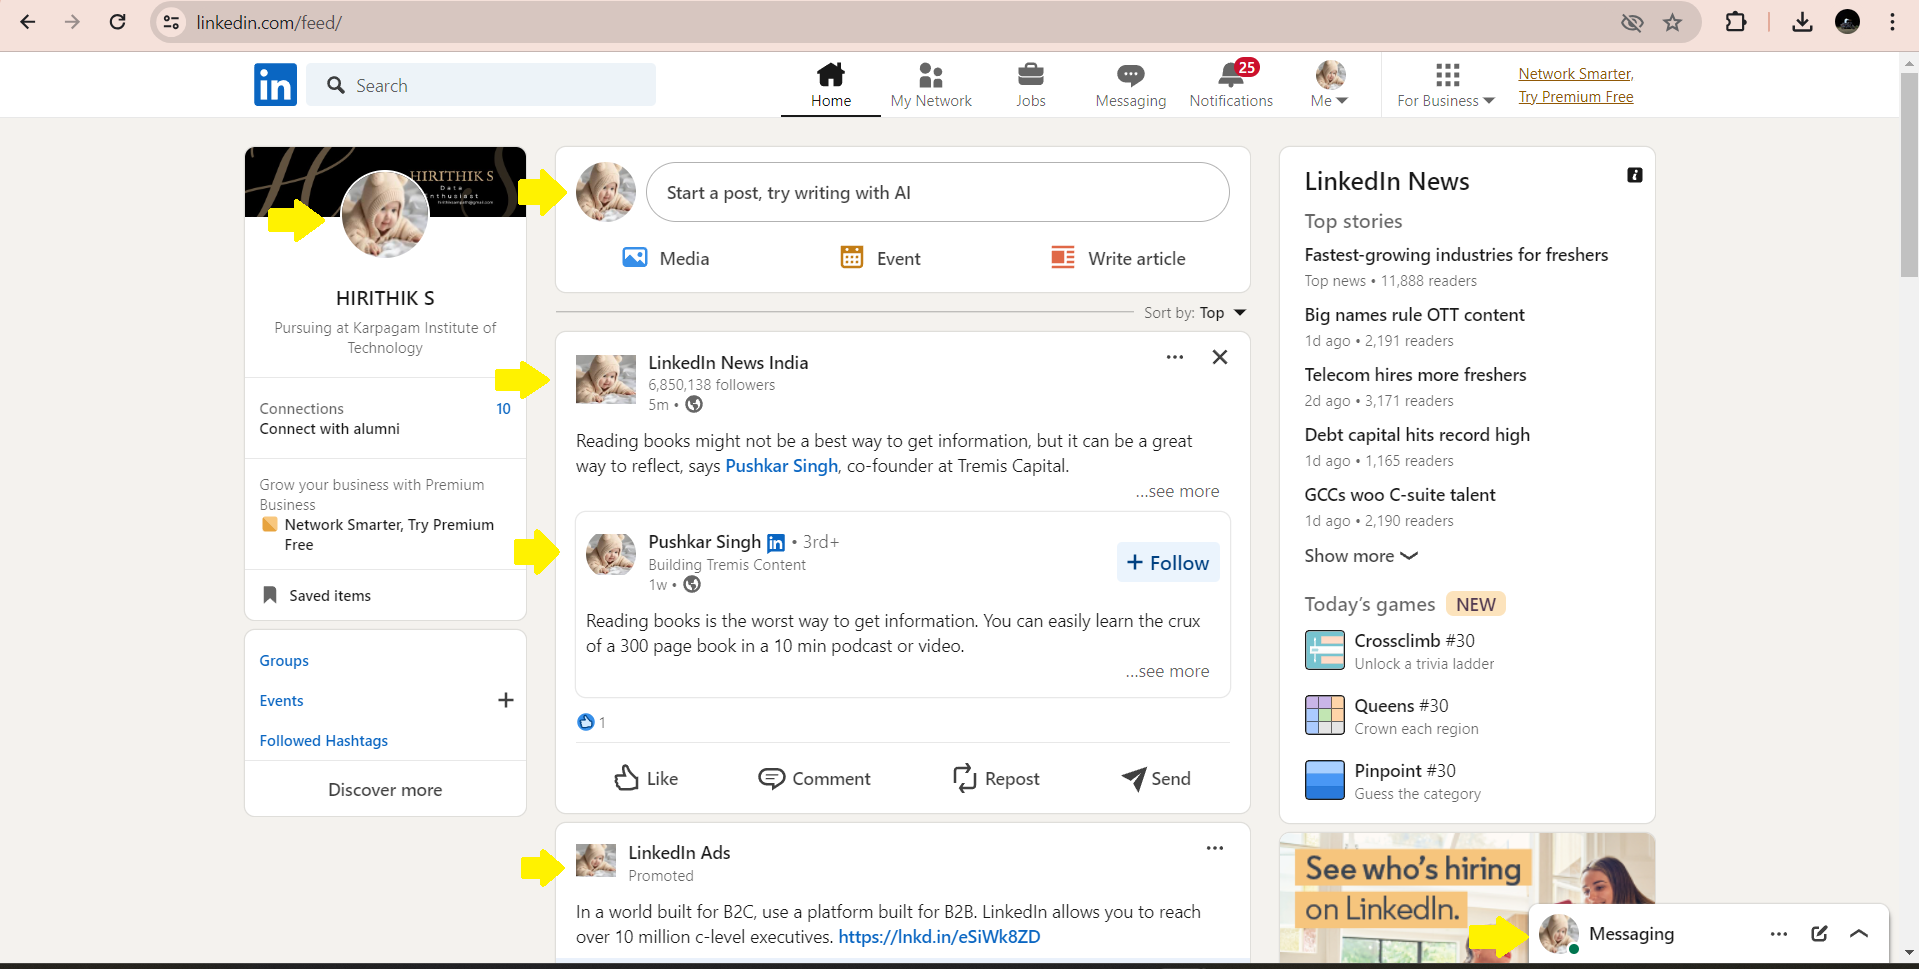 linkedin.com/feed/
in
Search
Home
My Network
Jobs
Messaging
25
Notifications
Me
For Business
Network Smarter,
Try Premium Free
HIRITHIK S
Data
Enthusiast
HIRITHIK S
Pursuing at Karpagam Institute of
Technology
Connections 10
Connect with alumni
Grow your business with Premium
Business
Network Smarter, Try Premium
Free
Saved items
Groups
Events
Followed Hashtags
Discover more
Start a post, try writing with AI
Media
Event
Write article
Sort by: Top
LinkedIn News India
6,850,138 followers
5m •
Reading books might not be a best way to get information, but it can be a great
way to reflect, says Pushkar Singh, co-founder at Tremis Capital.
...see more
Pushkar Singh in • 3rd+
Building Tremis Content
1w •
+ Follow
Reading books is the worst way to get information. You can easily learn the crux
of a 300 page book in a 10 min podcast or video.
...see more
1
Like
Comment
Repost
Send
LinkedIn Ads
Promoted
In a world built for B2C, use a platform built for B2B. LinkedIn allows you to reach
over 10 million c-level executives. https://lnkd.in/eSiWk8ZD
LinkedIn News
Top stories
Fastest-growing industries for freshers
Top news • 11,888 readers
Big names rule OTT content
1d ago • 2,191 readers
Telecom hires more freshers
2d ago • 3,171 readers
Debt capital hits record high
1d ago • 1,165 readers
GCCs woo C-suite talent
1d ago • 2,190 readers
Show more
Today's games NEW
Crossclimb #30
Unlock a trivia ladder
Queens #30
Crown each region
Pinpoint #30
Guess the category
See who's hiring
on LinkedIn.
Messaging